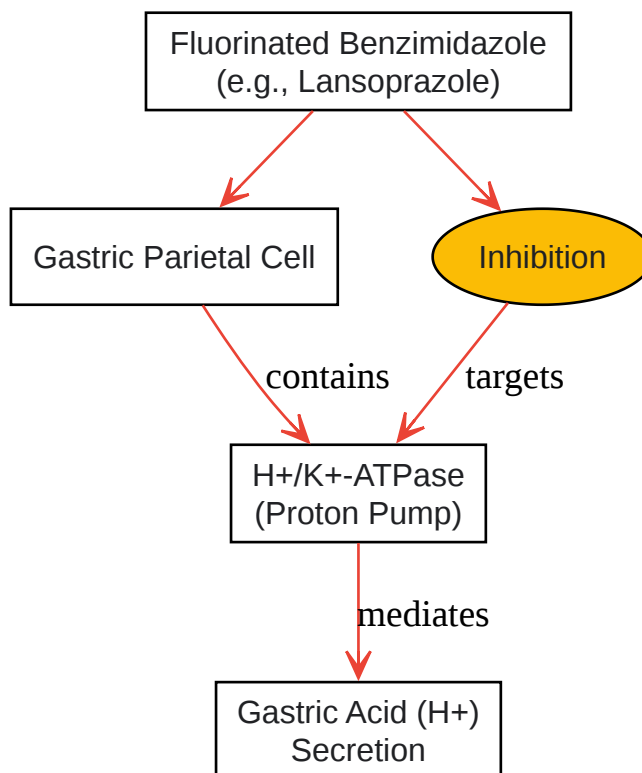 Fluorinated Benzimidazole
(e.g., Lansoprazole)
Gastric Parietal Cell
Inhibition
contains
targets
H+/K+-ATPase
(Proton Pump)
mediates
Gastric Acid (H+)
Secretion